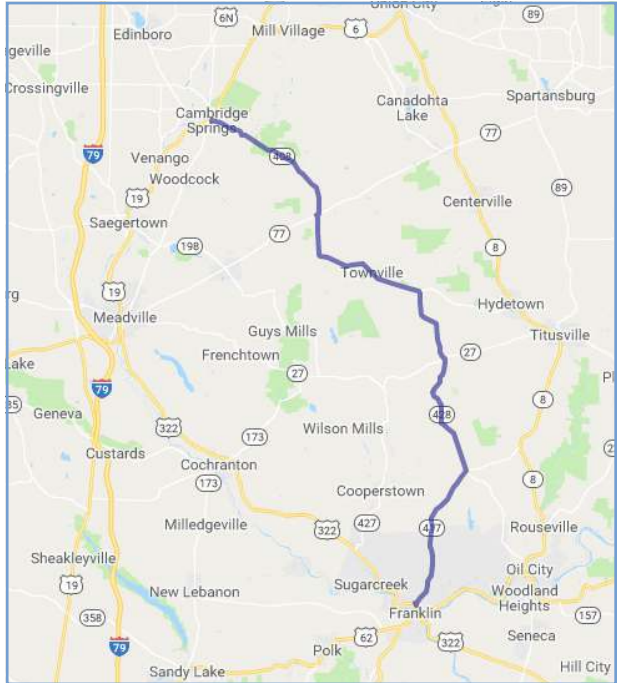 Union City
89
Edinboro
6N
Mill Village
6
geville
Crossingville
Canadohta
Lake
Spartansburg
Cambridge
Springs
77
79
408
Venango
Woodcock
19
89
Centerville
Saegertown
77
198
8
Townville
19
Hydetown
Meadville
Guys Mills
Titusville
Lake
Frenchtown
27
27
79
8
428
35
Geneva
322
173
Wilson Mills
Custards
Cochranton
8
173
Cooperstown
Milledgeville
427
417
322
Rouseville
Sheakleyville
Oil City
19
Sugarcreek
New Lebanon
Woodland
Heights
Franklin
358
157
62
322
Seneca
79
Polk
Sandy Lake
Hill City